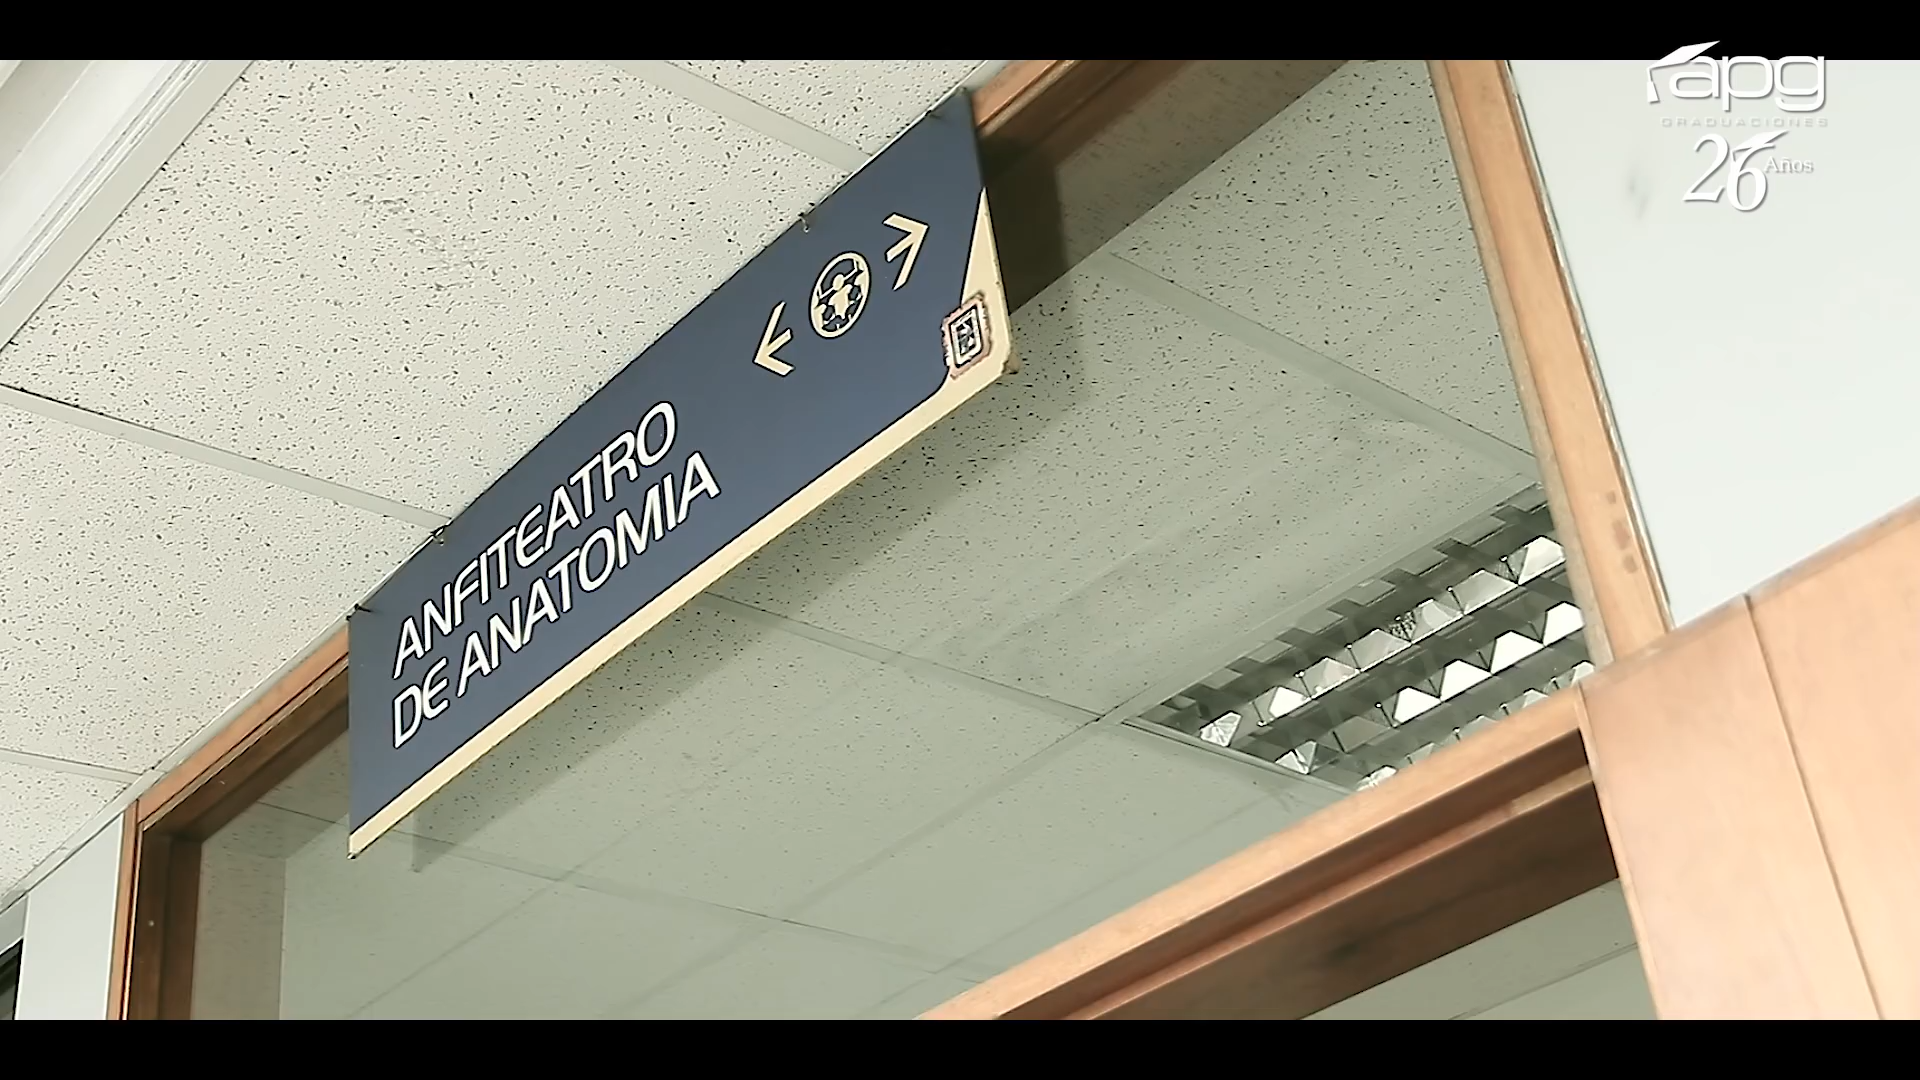 apg
GRADUACIONES
26 Años
ANFITEATRO
DE ANATOMIA